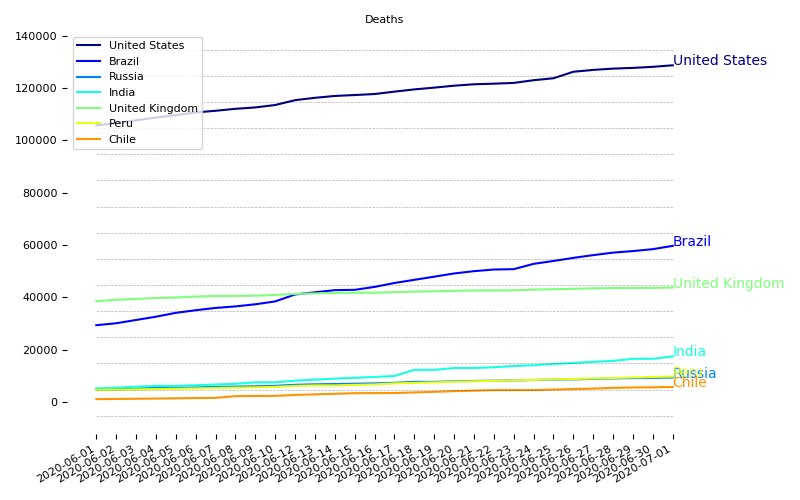 Deaths
140000
120000
100000
80000
60000
40000
20000
0
United States
Brazil
Russia
India
United Kingdom
Peru
Chile
United States
Brazil
United Kingdom
India
Peru
Russia
Chile
2020-06-01
2020-06-02
2020-06-03
2020-06-04
2020-06-05
2020-06-06
2020-06-07
2020-06-08
2020-06-09
2020-06-10
2020-06-12
2020-06-13
2020-06-14
2020-06-15
2020-06-16
2020-06-17
2020-06-18
2020-06-19
2020-06-20
2020-06-21
2020-06-22
2020-06-23
2020-06-24
2020-06-25
2020-06-26
2020-06-27
2020-06-28
2020-06-29
2020-06-30
2020-07-01